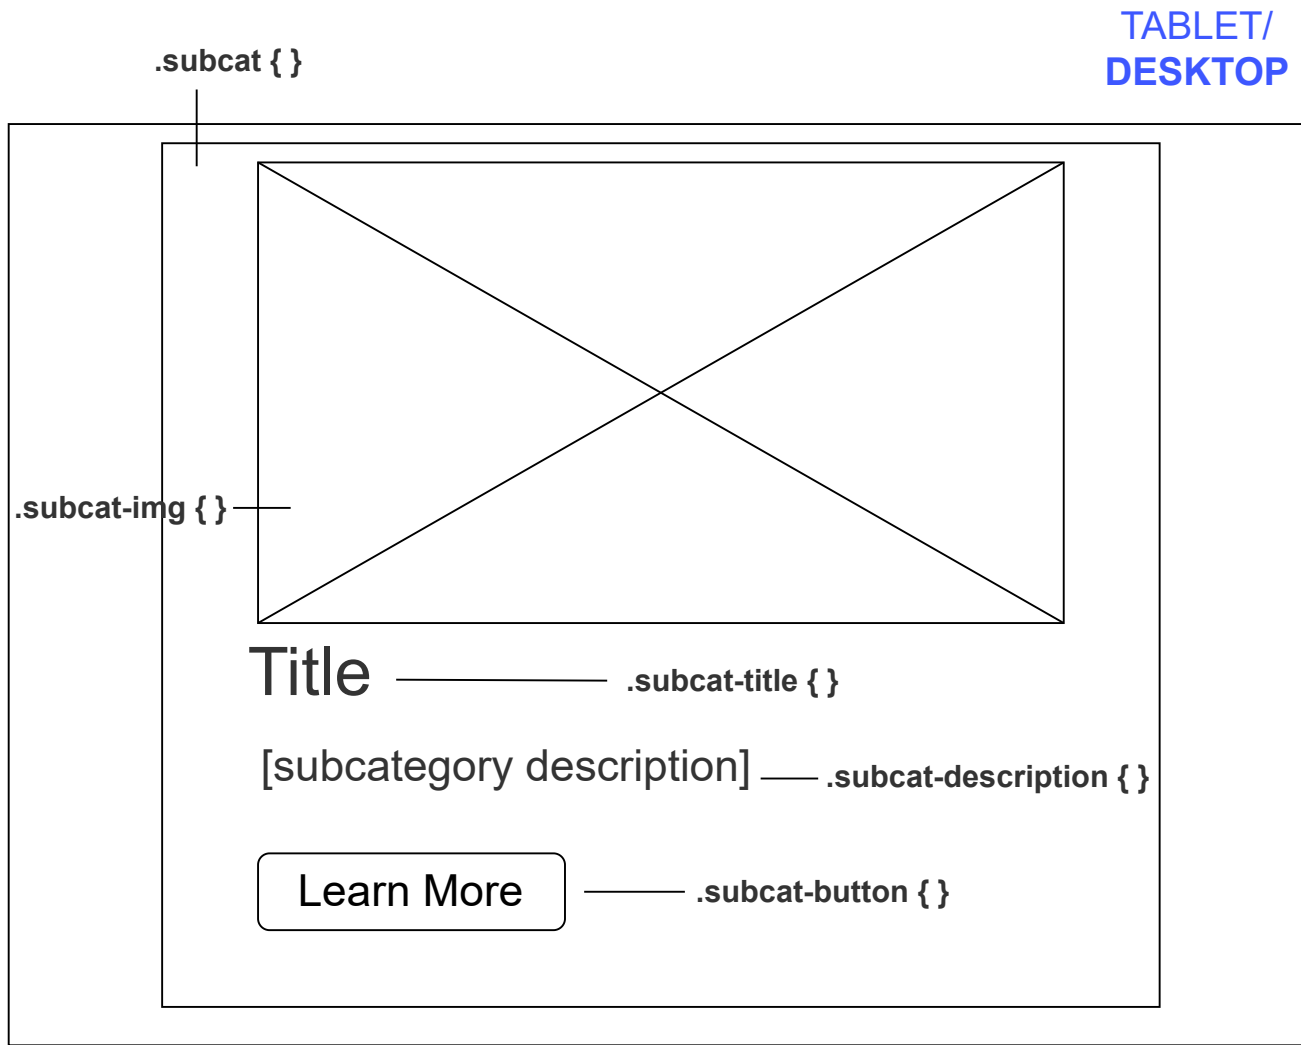 TABLET/
DESKTOP
.subcat { }
.subcat-img { }
Title
.subcat-title { }
[subcategory description]
.subcat-description { }
Learn More
.subcat-button { }